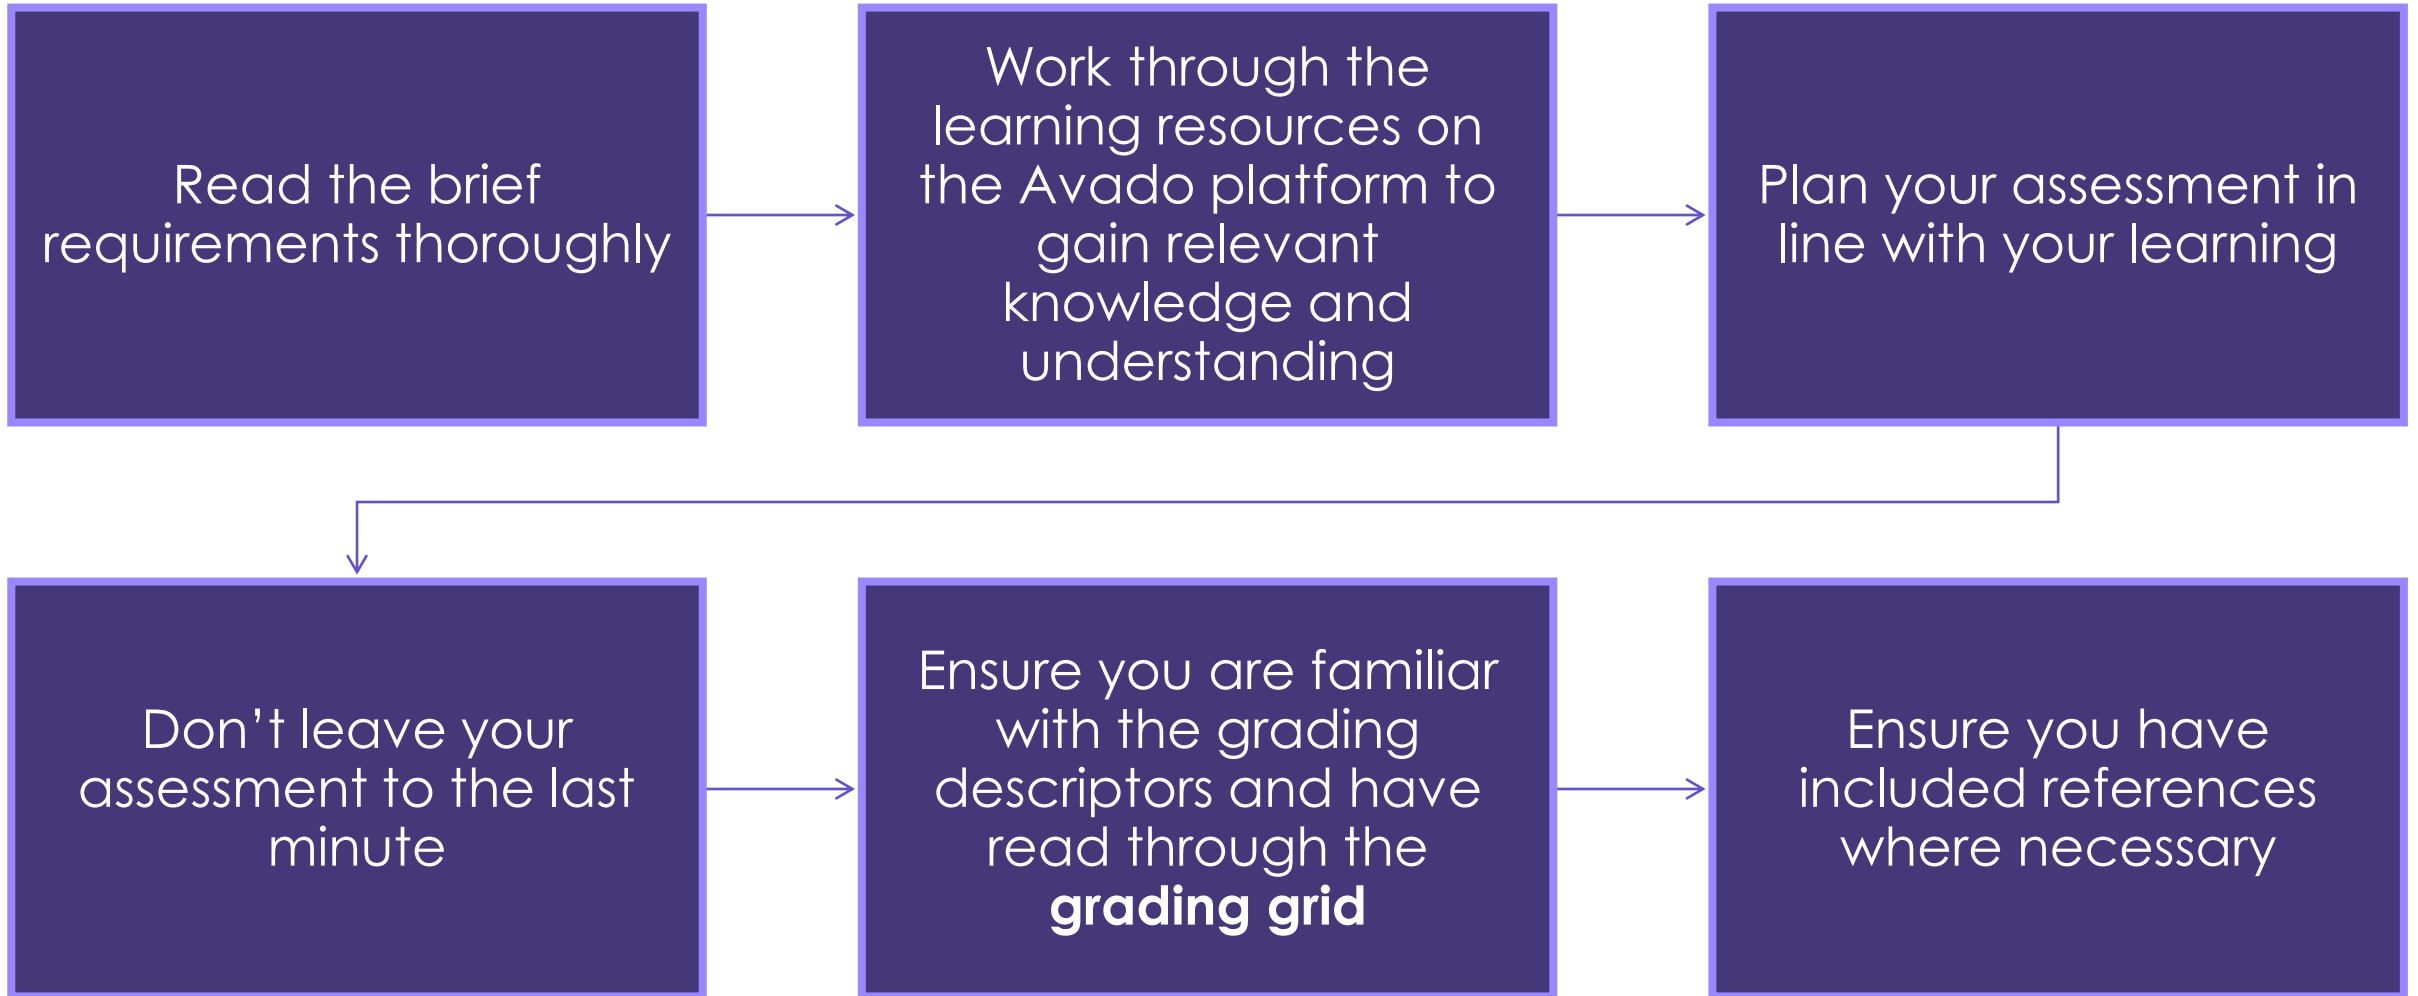 Read the brief
requirements thoroughly
Work through the
learning resources on
the Avado platform to
gain relevant
knowledge and
understanding
Plan your assessment in
line with your learning
Don’t leave your
assessment to the last
minute
Ensure you are familiar
with the grading
descriptors and have
read through the
grading grid
Ensure you have
included references
where necessary